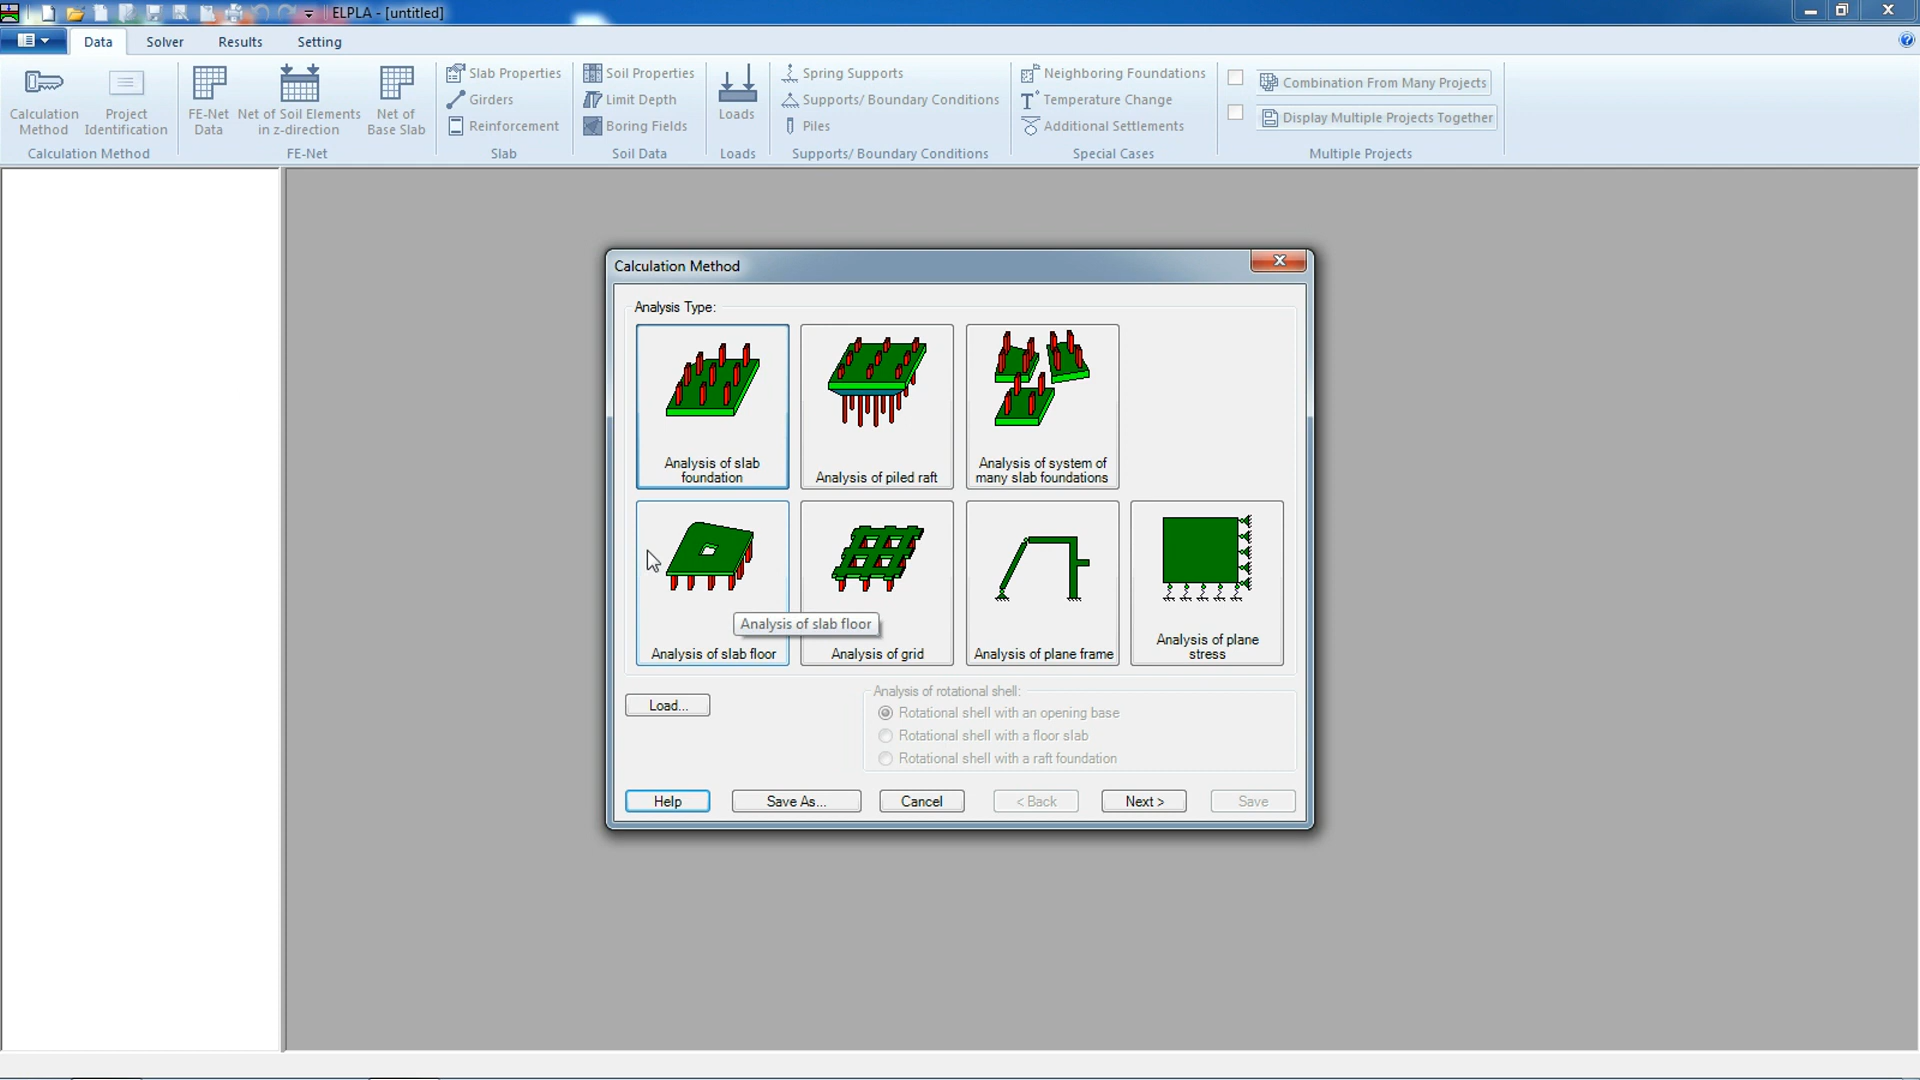 ELPLA - [untitled]
Data
Solver
Results
Setting
Calculation
Method
Project
Identification
Calculation Method
FE-Net
Data
Net of Soil Elements
in z-direction
Net of
Base Slab
FE-Net
Slab Properties
Girders
Reinforcement
Slab
Soil Properties
Limit Depth
Boring Fields
Soil Data
Loads
Loads
Spring Supports
Supports/ Boundary Conditions
Piles
Supports/ Boundary Conditions
Neighboring Foundations
Temperature Change
Additional Settlements
Special Cases
Combination From Many Projects
Display Multiple Projects Together
Multiple Projects
Calculation Method
Analysis Type:
Analysis of slab
foundation
Analysis of piled raft
Analysis of system of
many slab foundations
Analysis of slab floor
Analysis of slab floor
Analysis of grid
Analysis of plane frame
Analysis of plane
stress
Load...
Analysis of rotational shell:
Rotational shell with an opening base
Rotational shell with a floor slab
Rotational shell with a raft foundation
Help
Save As...
Cancel
< Back
Next >
Save